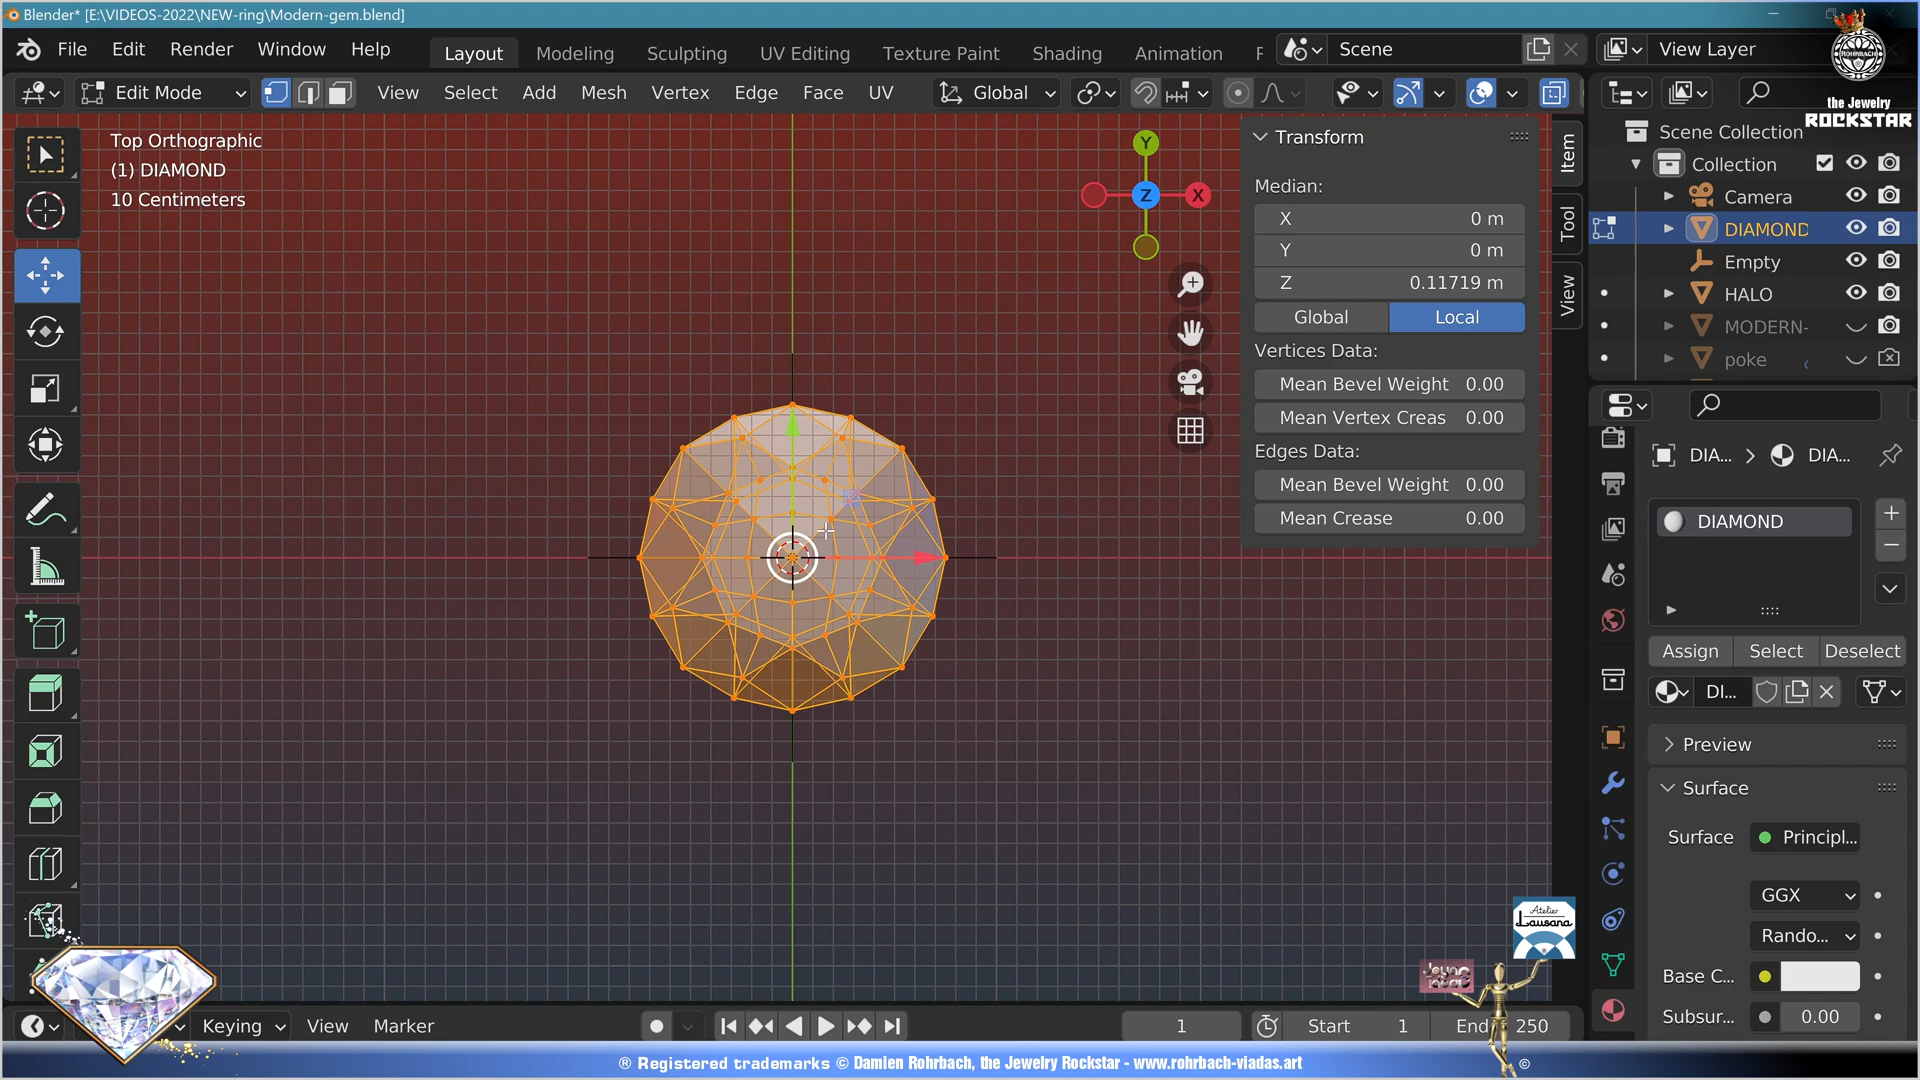 Blender* [E:\VIDEOS-2022\NEW-ring\Modern-gem.blend]
File Edit Render Window Help
Layout Modeling Sculpting UV Editing Texture Paint Shading Animation
Scene
View Layer
ROHRBACH
the Jewelry
ROCKSTAR
Edit Mode
View Select Add Mesh Vertex Edge Face UV
Global
Top Orthographic
(1) DIAMOND
10 Centimeters
Y
Z
X
Transform
Median:
X 0 m
Y 0 m
Z 0.11719 m
Global Local
Vertices Data:
Mean Bevel Weight 0.00
Mean Vertex Creas 0.00
Edges Data:
Mean Bevel Weight 0.00
Mean Crease 0.00
Item
Tool
View
Scene Collection
Collection
Camera
DIAMOND
Empty
HALO
MODERN-
poke
DIA... DIA...
DIAMOND
Assign Select Deselect
DI...
Preview
Surface
Surface Principl...
GGX
Rando...
Base C...
Subsur... 0.00
Atelier
Lausana
Keying View Marker
1
Start 1
End 250
® Registered trademarks © Damien Rohrbach, the Jewelry Rockstar - www.rohrbach-viadas.art
©